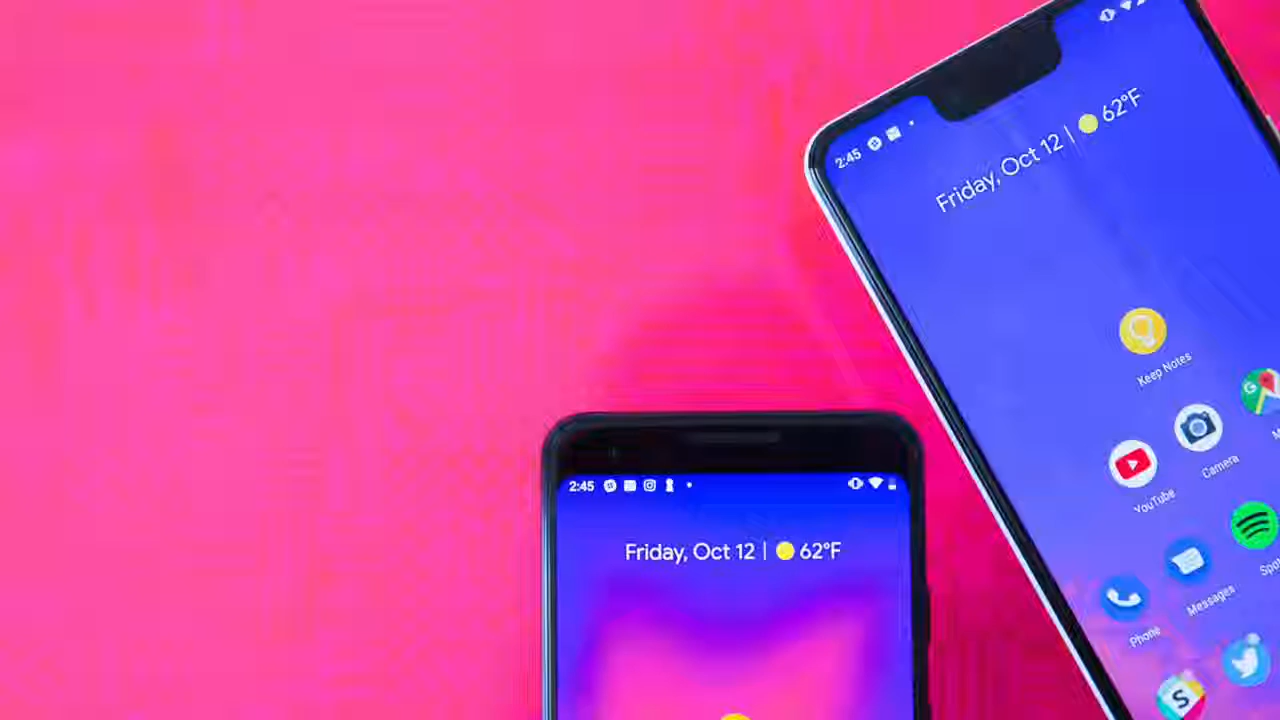 2:45
Friday, Oct 12 | 62°F
Keep Notes
Camera
YouTube
Messages
Phone
S
2:45
Friday, Oct 12 | 62°F